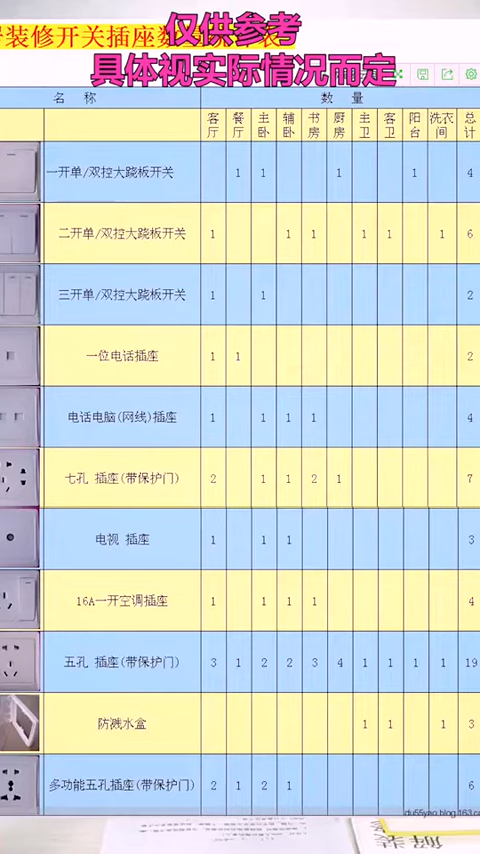 装修开关插座数
仅供参考
具体视实际情况而定
名 称 数 量
客厅 餐厅 主卧 辅卧 书房 厨房 主卫 客卫 阳台 洗衣间 总计
一开单/双控大跷板开关 1 1 1 1 4
二开单/双控大跷板开关 1 1 1 1 1 1 6
三开单/双控大跷板开关 1 1 2
一位电话插座 1 1 2
电话电脑(网线)插座 1 1 1 1 4
七孔 插座(带保护门) 2 1 1 2 1 7
电视 插座 1 1 1 3
16A一开空调插座 1 1 1 1 4
五孔 插座(带保护门) 3 1 2 2 3 4 1 1 1 1 19
防溅水盒 1 1 1 3
多功能五孔插座(带保护门) 2 1 2 1 6
du55yao.blog.163.c
解装